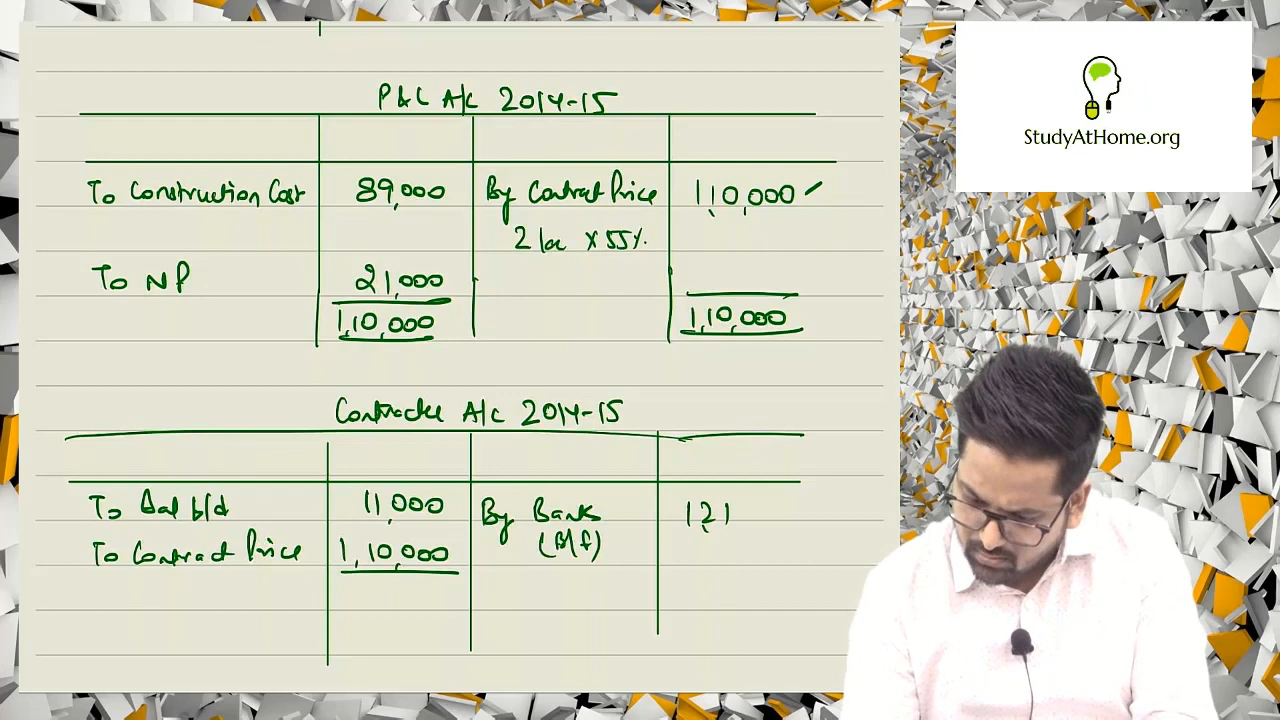 P&L A/c 2014-15
To Construction Cost 89,000 By Contract Price 1,10,000
2 lac X 55%.
To NP 21,000
1,10,000 1,10,000
Contractee A/c 2014-15
To Bal b/d 11,000 By Bank 1,21
To Contract Price 1,10,000 (B/f)
StudyAtHome.org